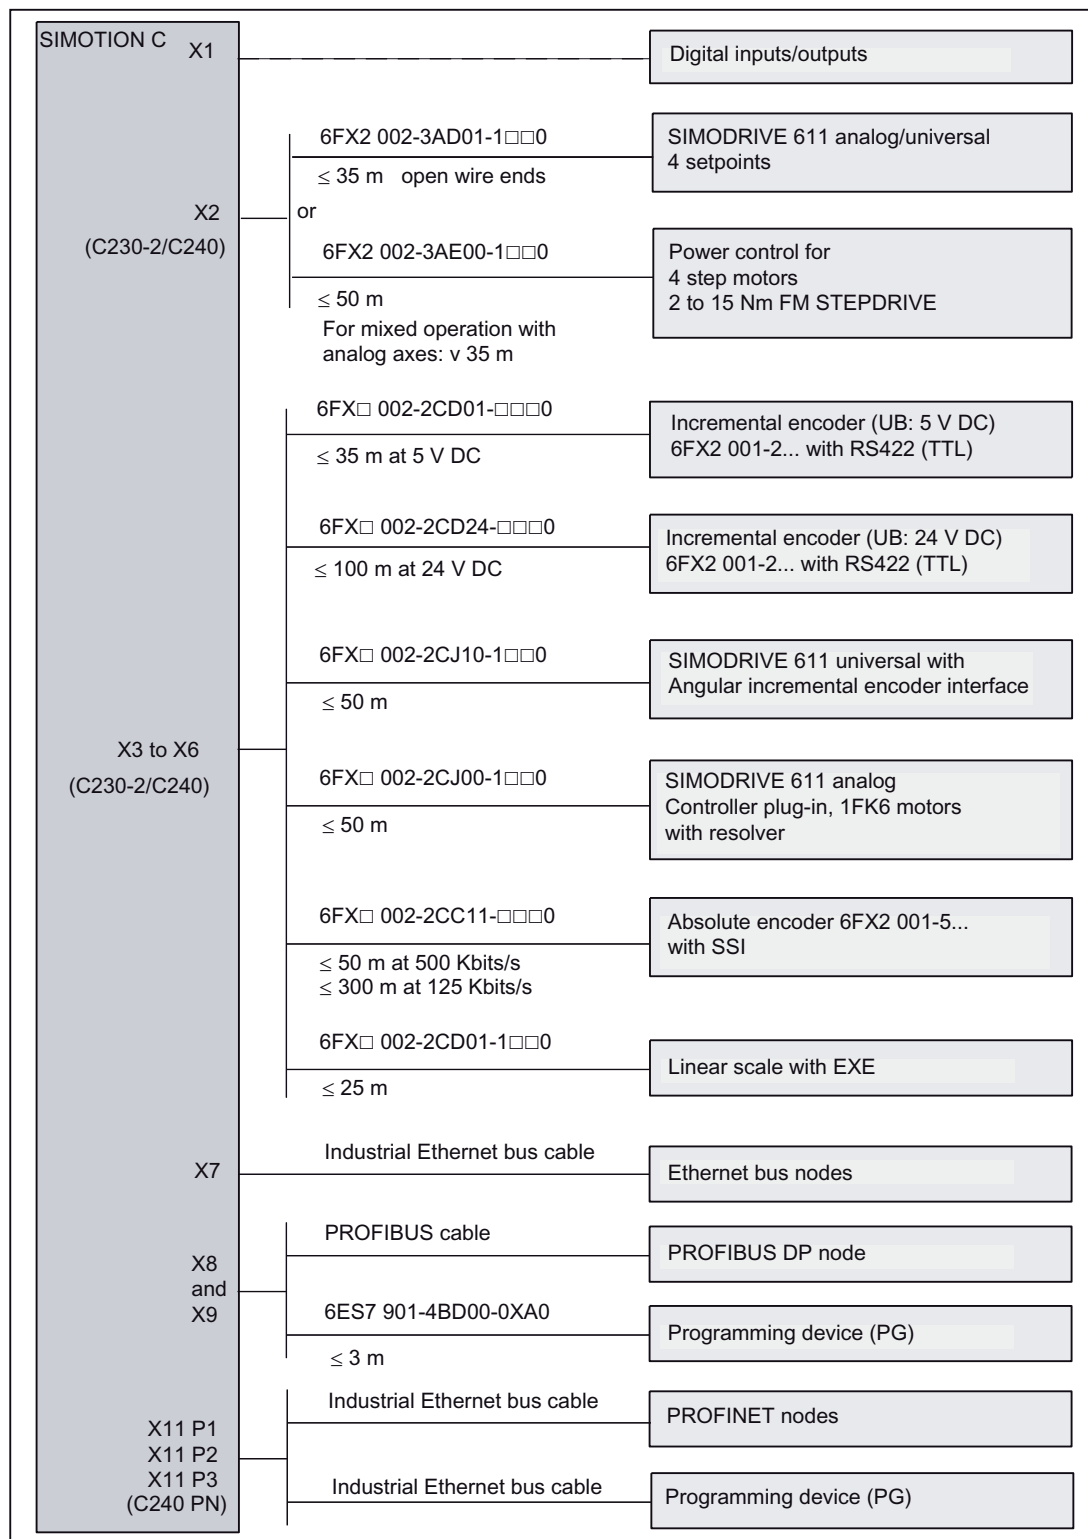 SIMOTION C
X1
Digital inputs/outputs
6FX2 002-3AD01-1□□0
≤ 35 m open wire ends
SIMODRIVE 611 analog/universal
4 setpoints
X2
(C230-2/C240)
or
6FX2 002-3AE00-1□□0
≤ 50 m
For mixed operation with
analog axes: v 35 m
Power control for
4 step motors
2 to 15 Nm FM STEPDRIVE
6FX□ 002-2CD01-□□□0
≤ 35 m at 5 V DC
Incremental encoder (UB: 5 V DC)
6FX2 001-2... with RS422 (TTL)
6FX□ 002-2CD24-□□□0
≤ 100 m at 24 V DC
Incremental encoder (UB: 24 V DC)
6FX2 001-2... with RS422 (TTL)
6FX□ 002-2CJ10-1□□0
≤ 50 m
SIMODRIVE 611 universal with
Angular incremental encoder interface
X3 to X6
(C230-2/C240)
6FX□ 002-2CJ00-1□□0
≤ 50 m
SIMODRIVE 611 analog
Controller plug-in, 1FK6 motors
with resolver
6FX□ 002-2CC11-□□□0
≤ 50 m at 500 Kbits/s
≤ 300 m at 125 Kbits/s
Absolute encoder 6FX2 001-5...
with SSI
6FX□ 002-2CD01-1□□0
≤ 25 m
Linear scale with EXE
X7
Industrial Ethernet bus cable
Ethernet bus nodes
X8
and
X9
PROFIBUS cable
PROFIBUS DP node
6ES7 901-4BD00-0XA0
≤ 3 m
Programming device (PG)
X11 P1
X11 P2
X11 P3
(C240 PN)
Industrial Ethernet bus cable
PROFINET nodes
Industrial Ethernet bus cable
Programming device (PG)